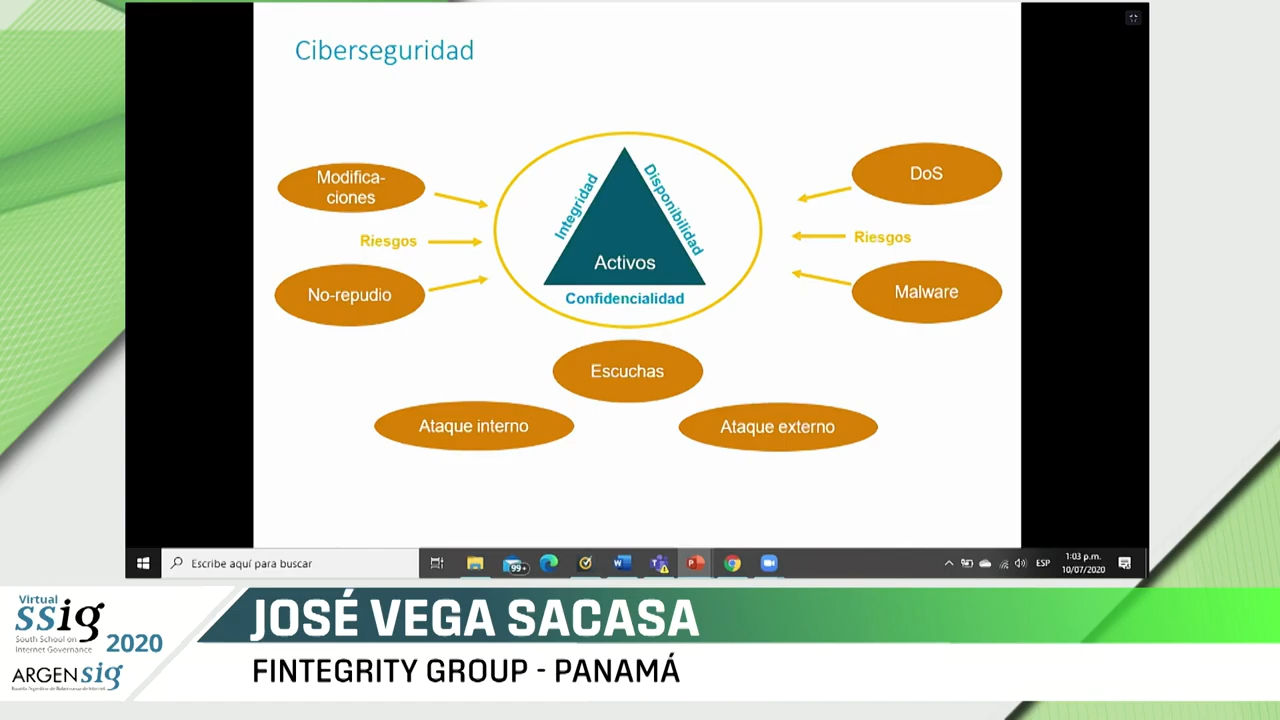 Ciberseguridad
Modifica-
ciones
Riesgos
No-repudio
Integridad
Disponibilidad
Activos
Confidencialidad
DoS
Riesgos
Malware
Escuchas
Ataque interno
Ataque externo
Escribe aquí para buscar
99+
ESP
1:03 p.m.
10/07/2020
Virtual
ssig
South School on
Internet Governance
2020
ARGENsig
JOSÉ VEGA SACASA
FINTEGRITY GROUP - PANAMÁ